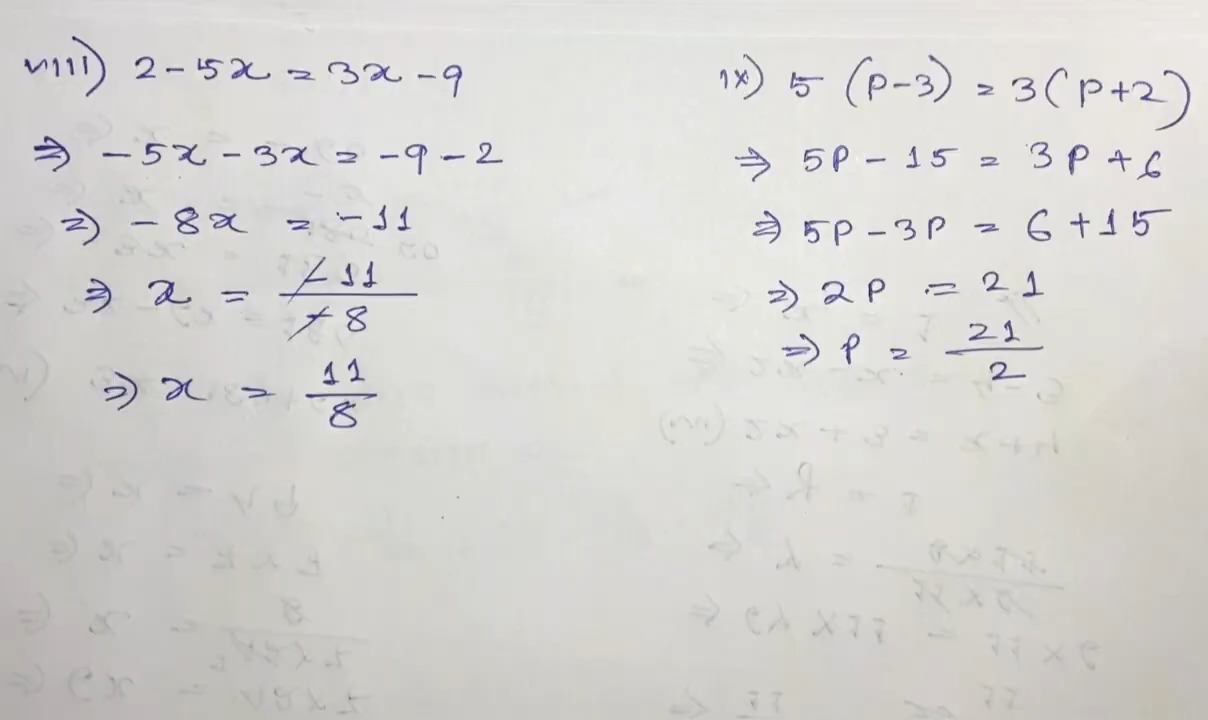 viii) 2 - 5x = 3x - 9
⇒ - 5x - 3x = - 9 - 2
⇒ - 8x = - 11
⇒ x = -11/-8
⇒ x = 11/8
ix) 5 (p-3) = 3(p+2)
⇒ 5p - 15 = 3p + 6
⇒ 5p - 3p = 6 + 15
⇒ 2p = 21
⇒ p = 21/2